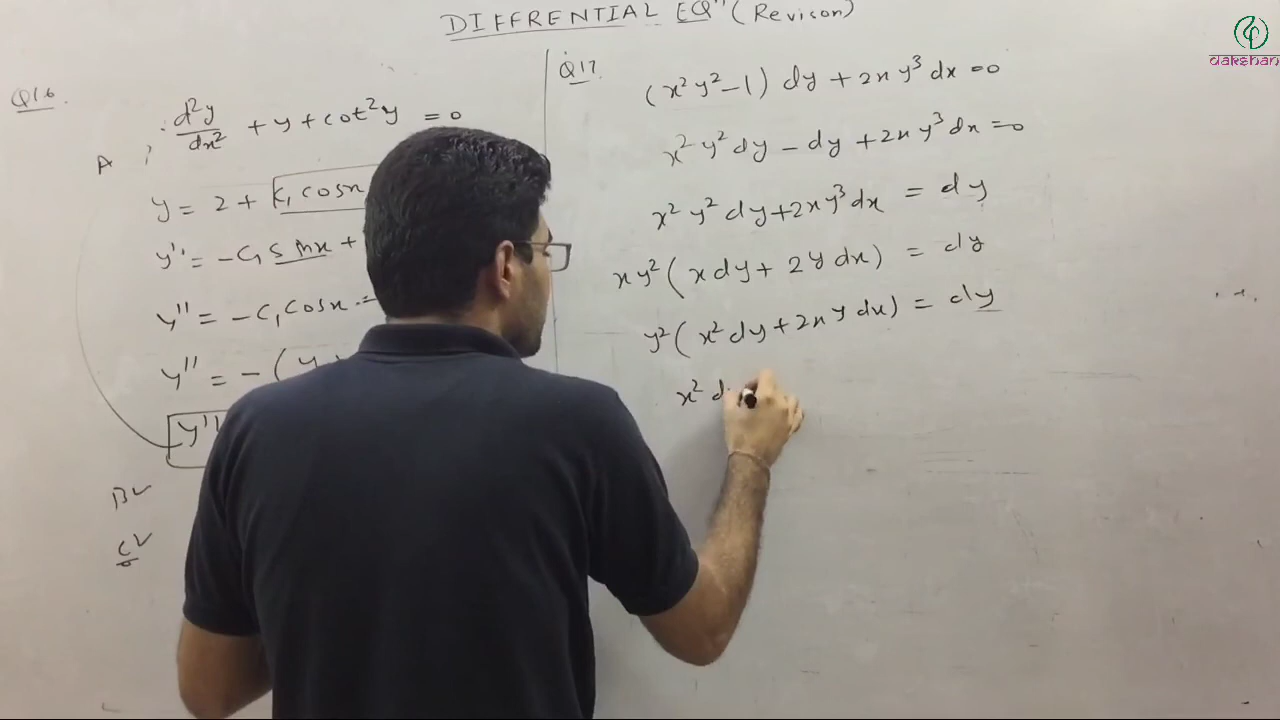 DIFFRENTIAL EQⁿ (Revison)
dakshan
Q16.
A, d²y/dx² + y + cot²y = 0
y = 2 + c₁ cosx
y' = -C₁ sinx +
y'' = -c₁ cosx -
y'' = -(y
y''
B✓
C✓
Q17.
(x²y² - 1) dy + 2xy³ dx = 0
x²y² dy - dy + 2xy³ dx = 0
x²y² dy + 2xy³ dx = dy
xy² (x dy + 2y dx) = dy
y² (x² dy + 2xy dx) = dy
x² d